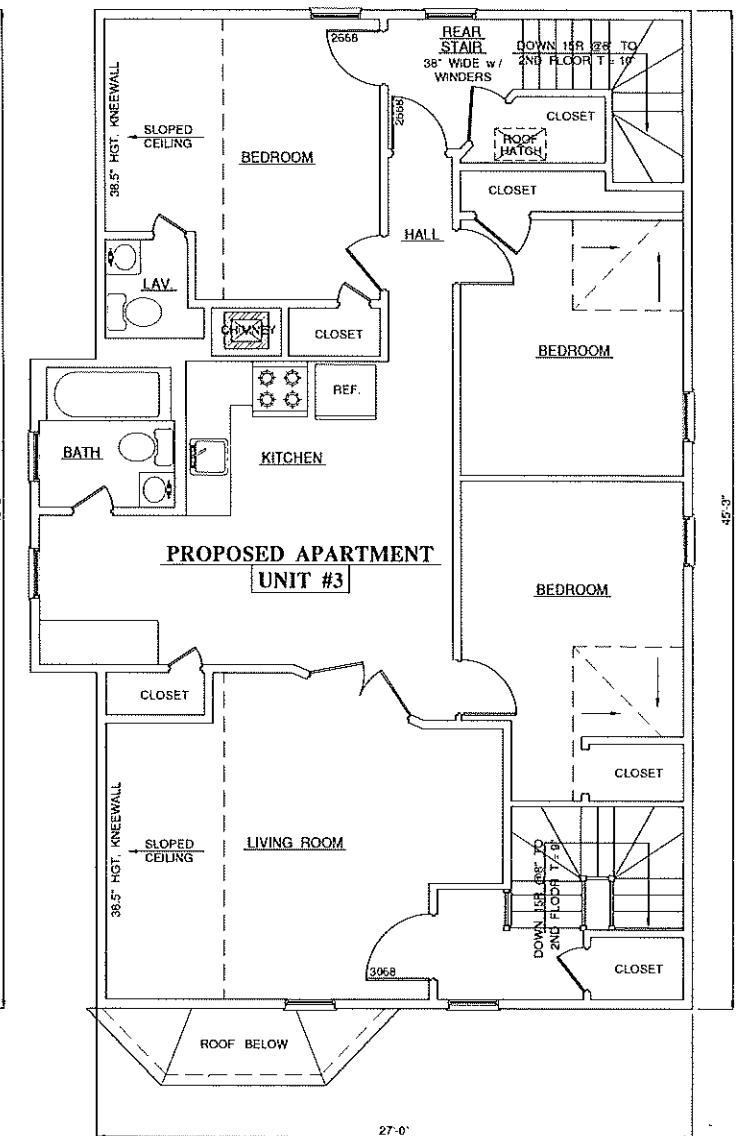 2668
REAR
STAIR
38" WIDE w/
WINDERS
DOWN 15R @8" TO
2ND FLOOR T = 10"
38.5" HGT. KNEEWALL
SLOPED
CEILING
BEDROOM
2668
CLOSET
ROOF
HATCH
CLOSET
HALL
LAV.
CHIMNEY
CLOSET
BEDROOM
REF.
BATH
KITCHEN
45'-3"
PROPOSED APARTMENT
UNIT #3
BEDROOM
CLOSET
CLOSET
38.5" HGT. KNEEWALL
SLOPED
CEILING
LIVING ROOM
DOWN 15R @8" TO
2ND FLOOR T = 9"
3068
CLOSET
ROOF BELOW
27'-0"